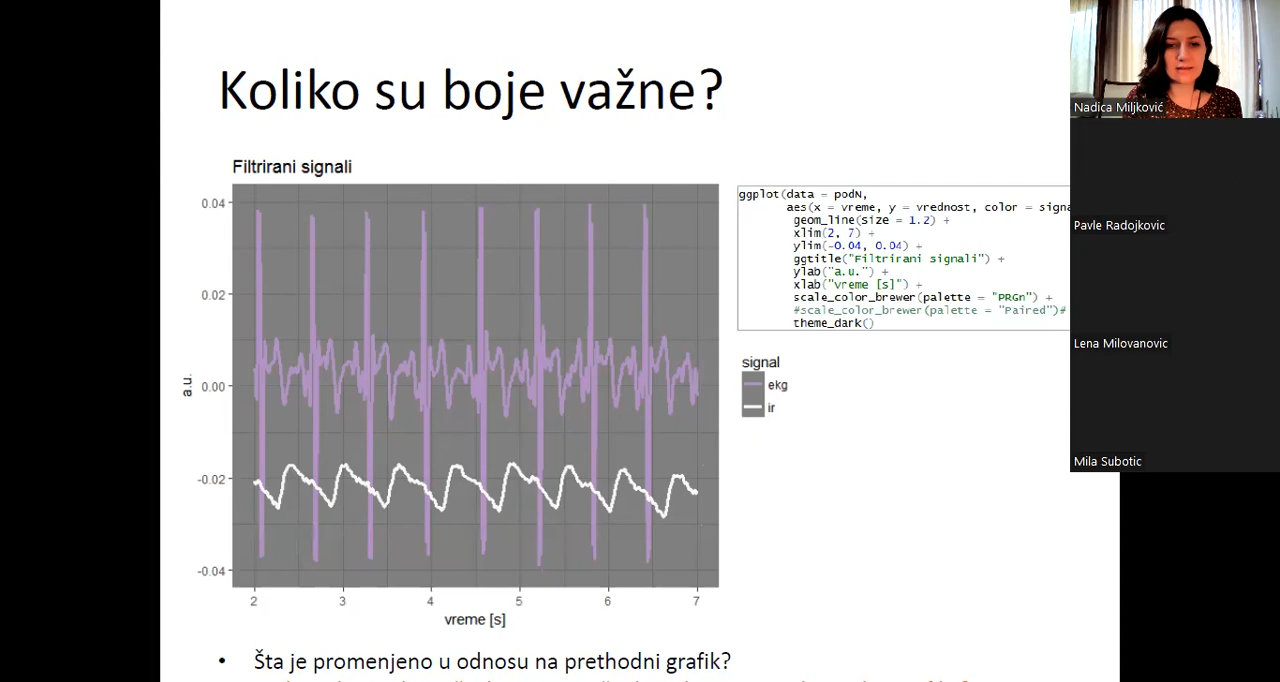 Koliko su boje važne?
Filtrirani signali
0.04
0.02
0.00
-0.02
-0.04
a.u.
2 3 4 5 6 7
vreme [s]
ggplot(data = podN,
aes(x = vreme, y = vrednost, color = signa
geom_line(size = 1.2) +
xlim(2, 7) +
ylim(-0.04, 0.04) +
ggtitle("Filtrirani signali") +
ylab("a.u.") +
xlab("vreme [s]") +
scale_color_brewer(palette = "PRGn") +
#scale_color_brewer(palette = "Paired")#
theme_dark()
signal
ekg
ir
• Šta je promenjeno u odnosu na prethodni grafik?
Nadica Miljković
Pavle Radojkovic
Lena Milovanovic
Mila Subotic